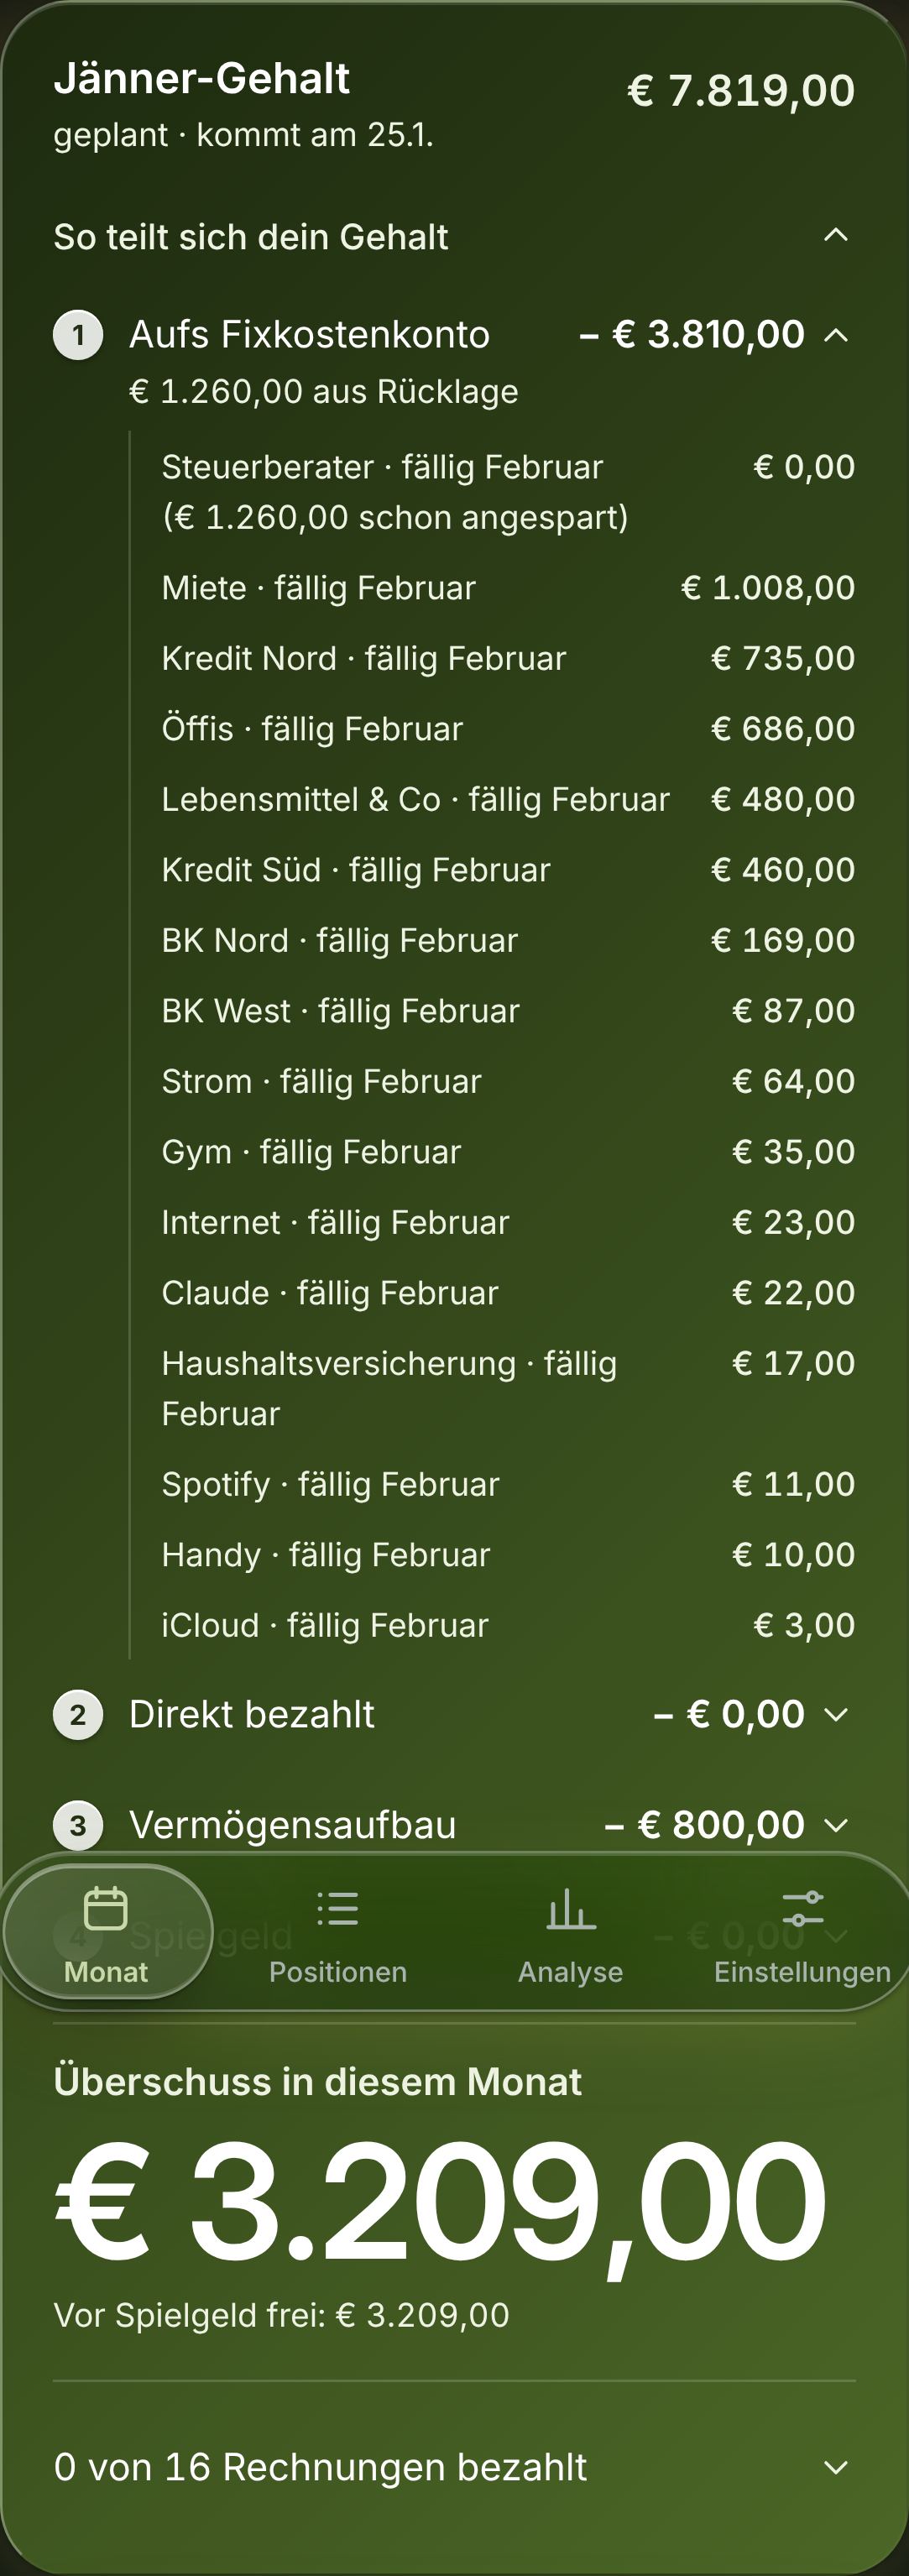 Jänner-Gehalt
€ 7.819,00
geplant · kommt am 25.1.
So teilt sich dein Gehalt
1 Aufs Fixkostenkonto – € 3.810,00
€ 1.260,00 aus Rücklage
Steuerberater · fällig Februar € 0,00
(€ 1.260,00 schon angespart)
Miete · fällig Februar € 1.008,00
Kredit Nord · fällig Februar € 735,00
Öffis · fällig Februar € 686,00
Lebensmittel & Co · fällig Februar € 480,00
Kredit Süd · fällig Februar € 460,00
BK Nord · fällig Februar € 169,00
BK West · fällig Februar € 87,00
Strom · fällig Februar € 64,00
Gym · fällig Februar € 35,00
Internet · fällig Februar € 23,00
Claude · fällig Februar € 22,00
Haushaltsversicherung · fällig € 17,00
Februar
Spotify · fällig Februar € 11,00
Handy · fällig Februar € 10,00
iCloud · fällig Februar € 3,00
2 Direkt bezahlt – € 0,00
3 Vermögensaufbau – € 800,00
4 Spielgeld – € 0,00
Monat Positionen Analyse Einstellungen
Überschuss in diesem Monat
€ 3.209,00
Vor Spielgeld frei: € 3.209,00
0 von 16 Rechnungen bezahlt